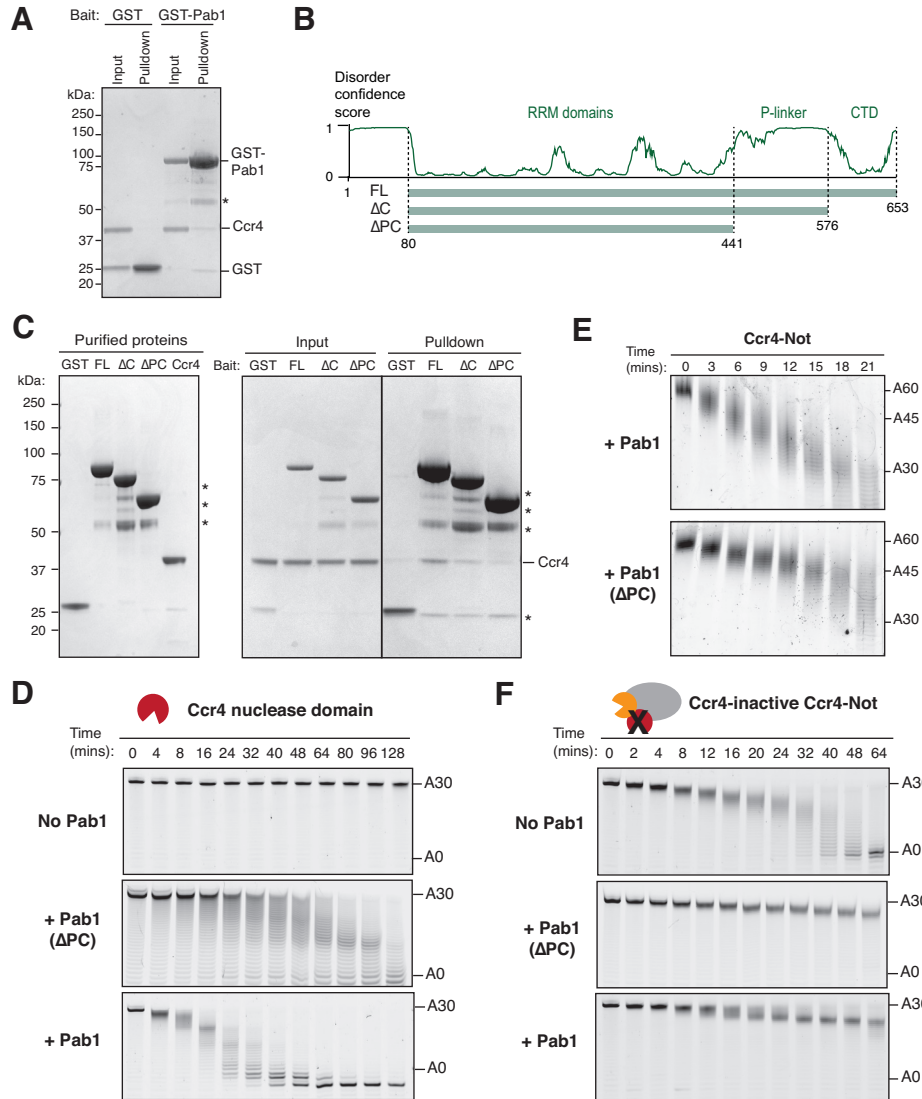 A
Bait: GST GST-Pab1
Input Pulldown Input Pulldown
kDa:
250
150
100
75
50
37
25
20
GST-
Pab1
*
Ccr4
GST
B
Disorder
confidence
score
RRM domains P-linker CTD
1
0
1
FL
ΔC
ΔPC
80 441 576 653
C
Purified proteins
GST FL ΔC ΔPC Ccr4
kDa:
250
150
100
75
50
37
25
20
*
*
*
Input Pulldown
Bait: GST FL ΔC ΔPC GST FL ΔC ΔPC
*
*
Ccr4
*
E
Ccr4-Not
Time
(mins): 0 3 6 9 12 15 18 21
+ Pab1
A60
A45
A30
+ Pab1
(ΔPC)
A60
A45
A30
D
Ccr4 nuclease domain
Time
(mins): 0 4 8 16 24 32 40 48 64 80 96 128
No Pab1
A30
A0
+ Pab1
(ΔPC)
A30
A0
+ Pab1
A30
A0
F
X
Ccr4-inactive Ccr4-Not
Time
(mins): 0 2 4 8 12 16 20 24 32 40 48 64
No Pab1
A30
A0
+ Pab1
(ΔPC)
A30
A0
+ Pab1
A30
A0